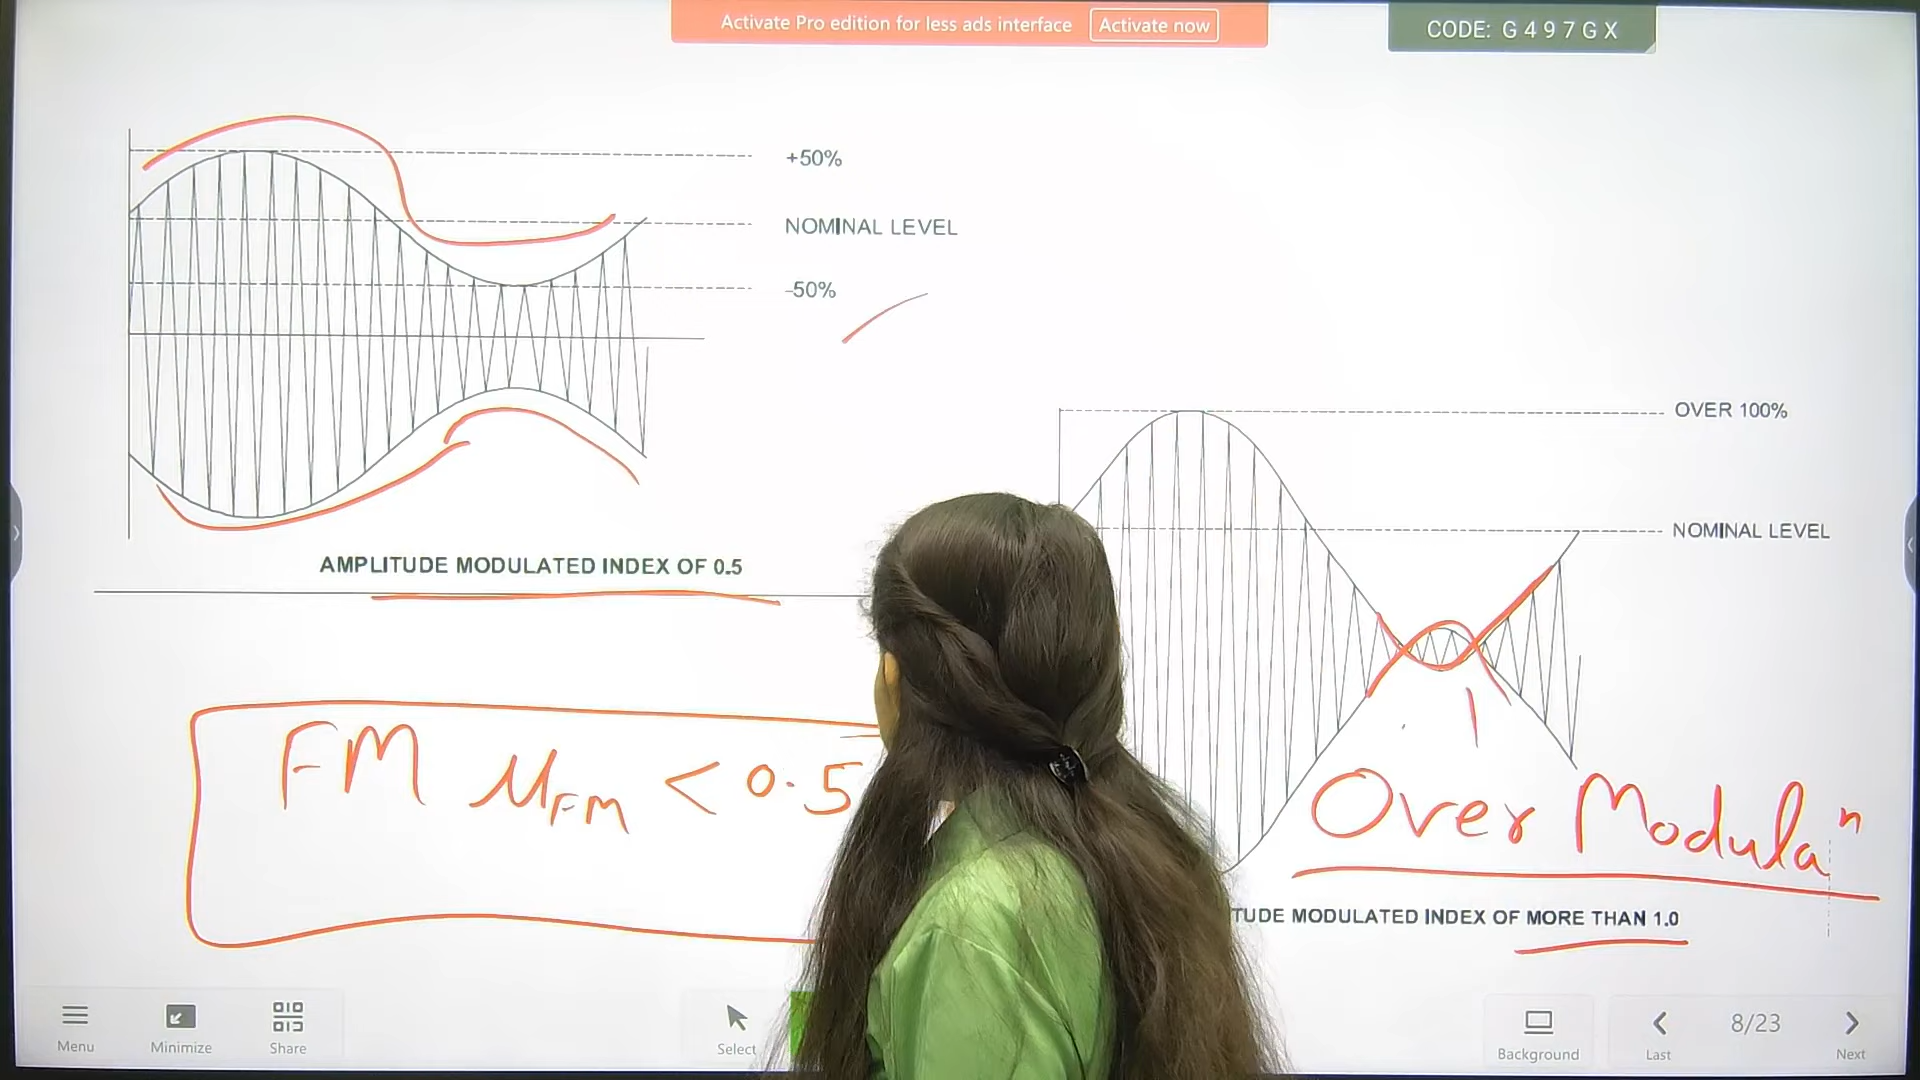 Activate Pro edition for less ads interface Activate now
CODE: G 4 9 7 G X
+50%
NOMINAL LEVEL
-50%
AMPLITUDE MODULATED INDEX OF 0.5
OVER 100%
NOMINAL LEVEL
FM μFM < 0.5
Over Modulaⁿ
TUDE MODULATED INDEX OF MORE THAN 1.0
Menu
Minimize
Share
Select
Background
Last
8/23
Next